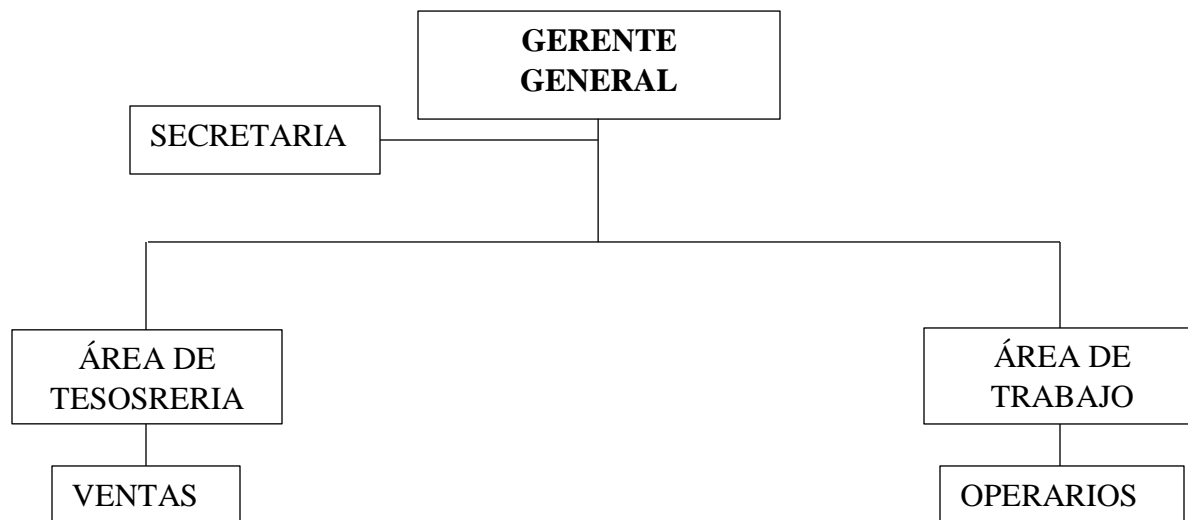 GERENTE
GENERAL
SECRETARIA
ÁREA DE
TESOSRERIA
ÁREA DE
TRABAJO
VENTAS
OPERARIOS